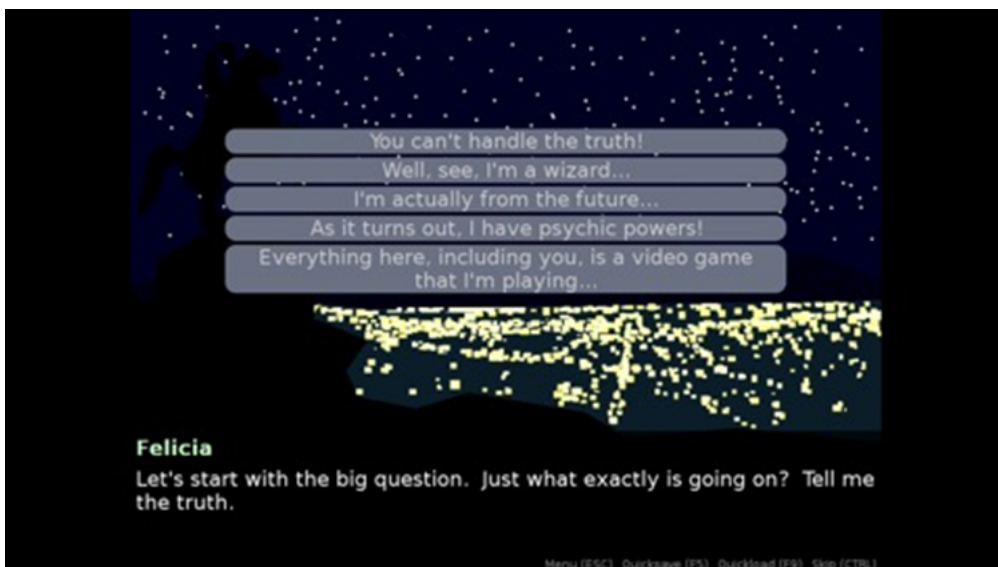 You can't handle the truth!
Well, see, I'm a wizard...
I'm actually from the future...
As it turns out, I have psychic powers!
Everything here, including you, is a video game
that I'm playing...
Felicia
Let's start with the big question.  Just what exactly is going on?  Tell me
the truth.
Menu (ESC)  Quicksave (F5)  Quickload (F9)  Skip (CTRL)